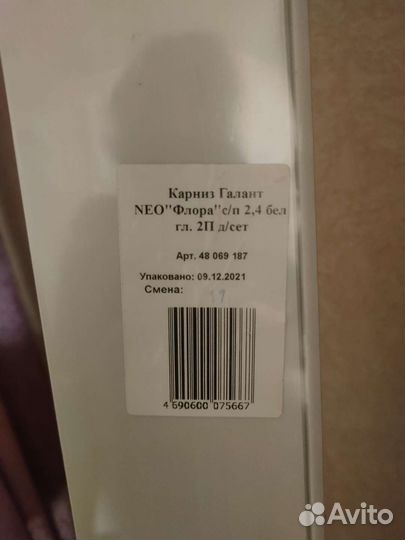 Карниз Галант
NEO"Флора"с/п 2,4 бел
гл. 2П д/сет
Арт. 48 069 187
Упаковано: 09.12.2021
Смена:
4 690600 075667
Avito